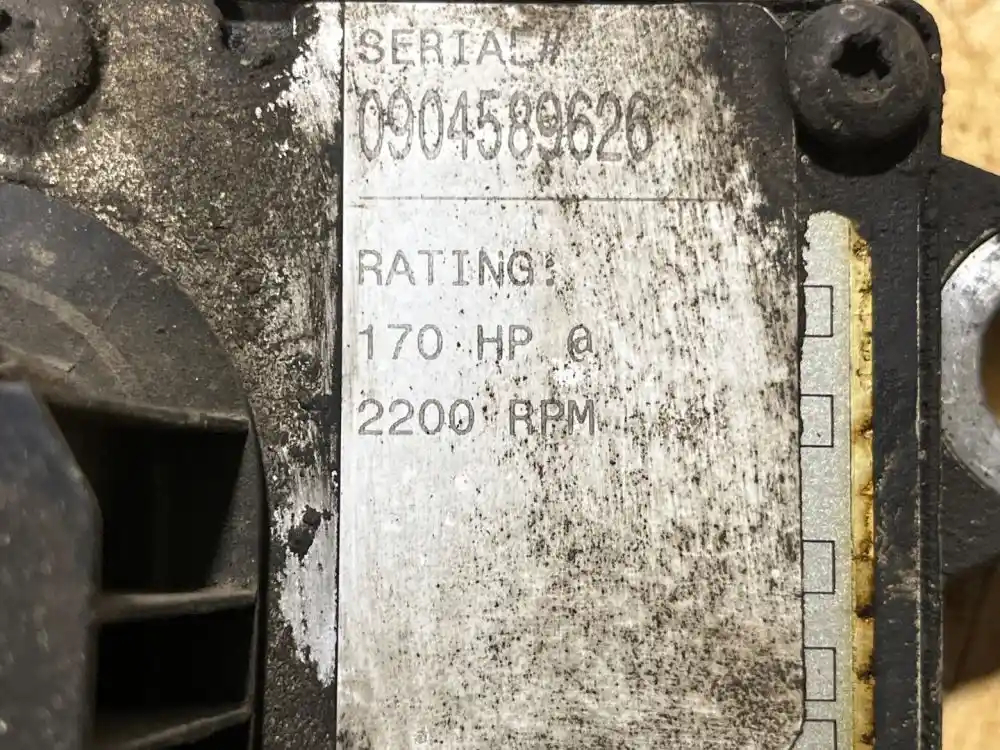 SERIAL#
0904589626
RATING:
170 HP @
2200 RPM